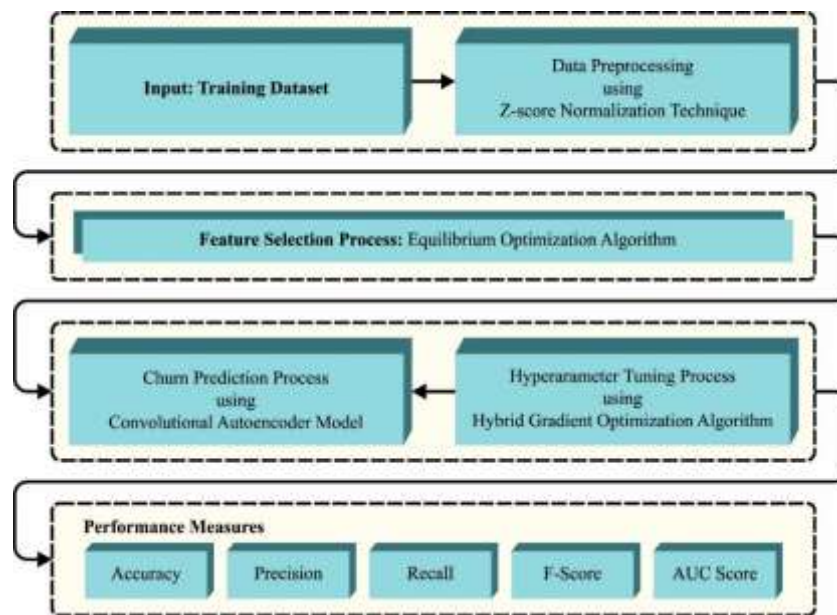 Input: Training Dataset
Data Preprocessing
using
Z-score Normalization Technique
Feature Selection Process: Equilibrium Optimization Algorithm
Churn Prediction Process
using
Convolutional Autoencoder Model
Hyperarameter Tuning Process
using
Hybrid Gradient Optimization Algorithm
Performance Measures
Accuracy
Precision
Recall
F-Score
AUC Score